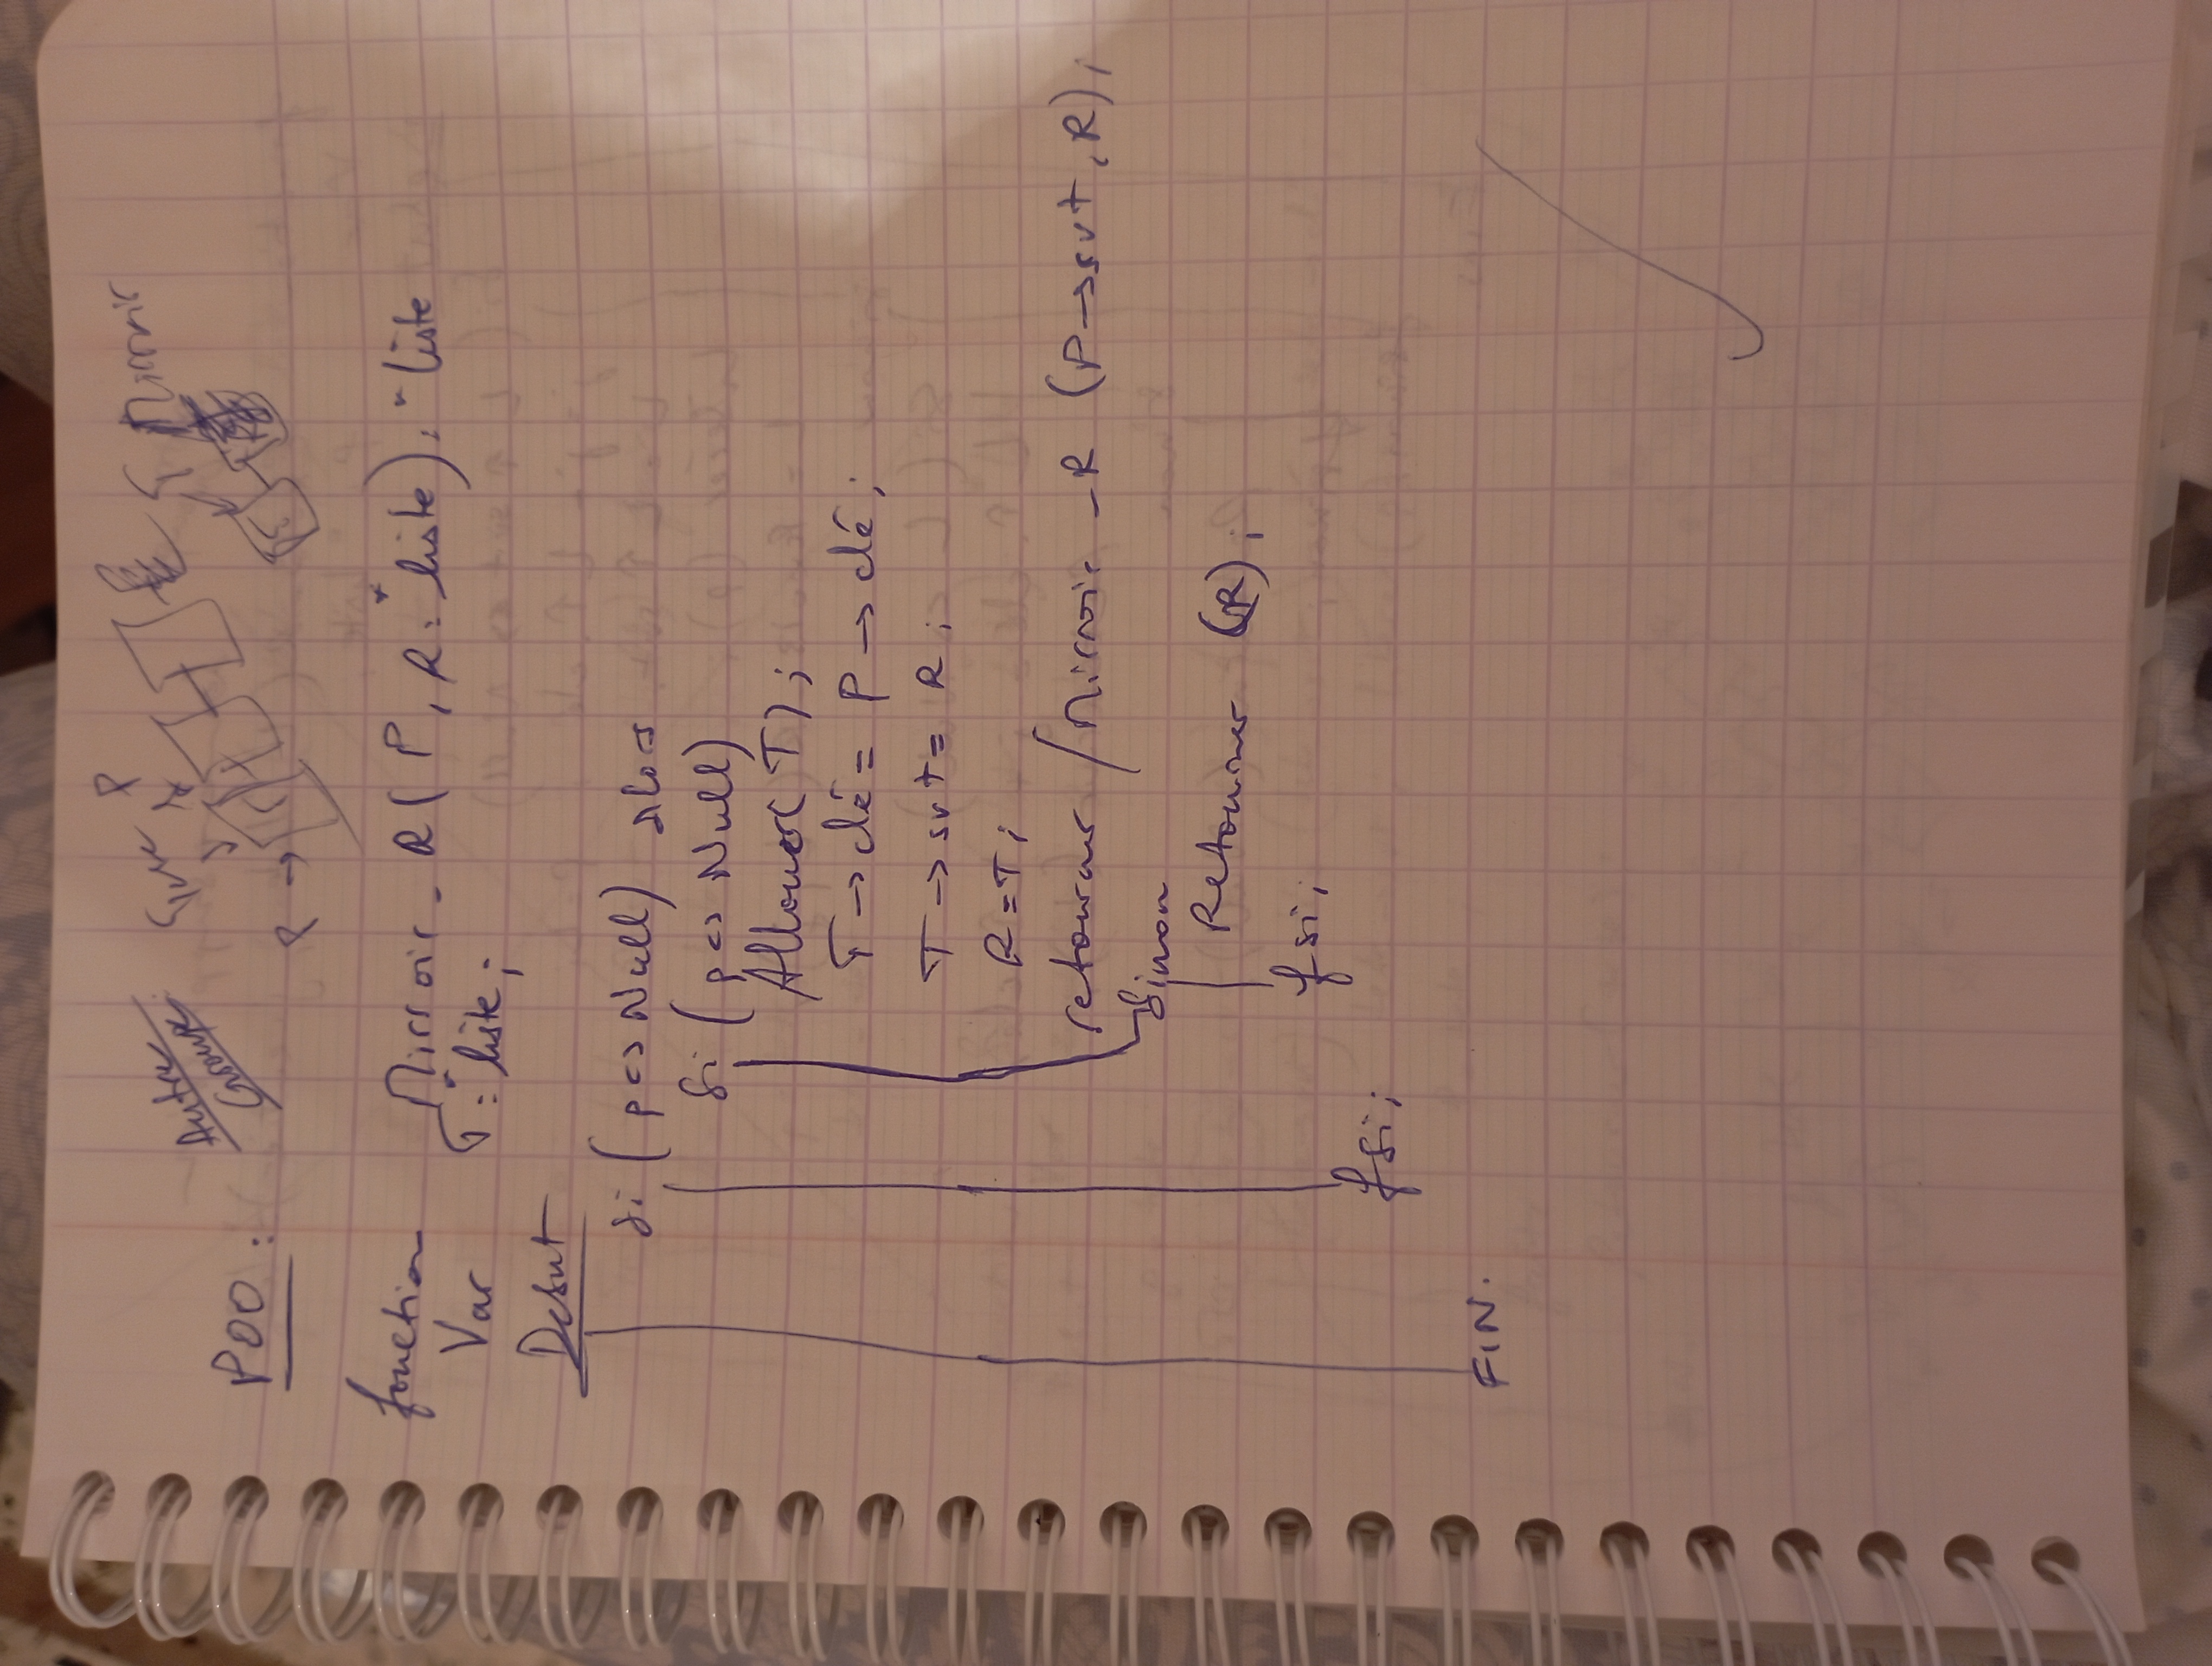 Autre
Groupe
POO :
P
Mirroir
P →
fonction Mirroir_R ( P, R : * liste ) : * liste
Var T : * liste ;
Debut
Si ( p <> Null ) Alors
Si ( p <> Null )
Allouer ( T ) ;
T → clé = P → clé ;
T → svt = R ;
R = T ;
retourner Mirroir_R ( P → svt , R ) ;
Sinon
Retourner (R) ;
fsi ;
fsi ;
FIN.